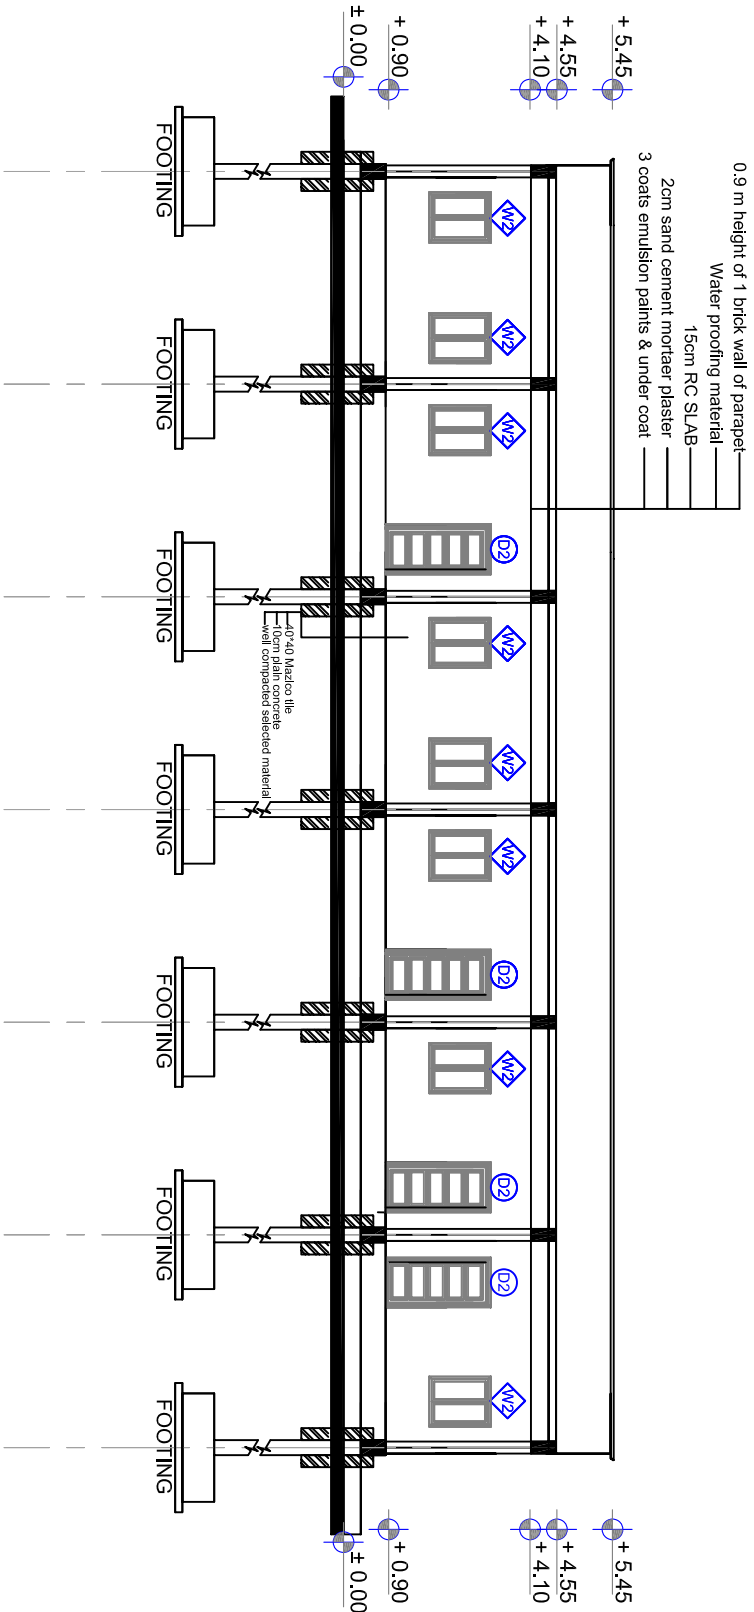 0.9 m height of 1 brick wall of parapet
Water proofing material
15cm RC SLAB
2cm sand cement mortaer plaster
3 coats emulsion paints & under coat
+ 5.45
+ 4.55
+ 4.10
+ 0.90
± 0.00
+ 5.45
+ 4.55
+ 4.10
+ 0.90
± 0.00
W2
W2
W2
D2
W2
W2
W2
D2
W2
D2
D2
W2
40*40 Mazico tile
10cm plain concrete
well compacted selected material
FOOTING
FOOTING
FOOTING
FOOTING
FOOTING
FOOTING
FOOTING